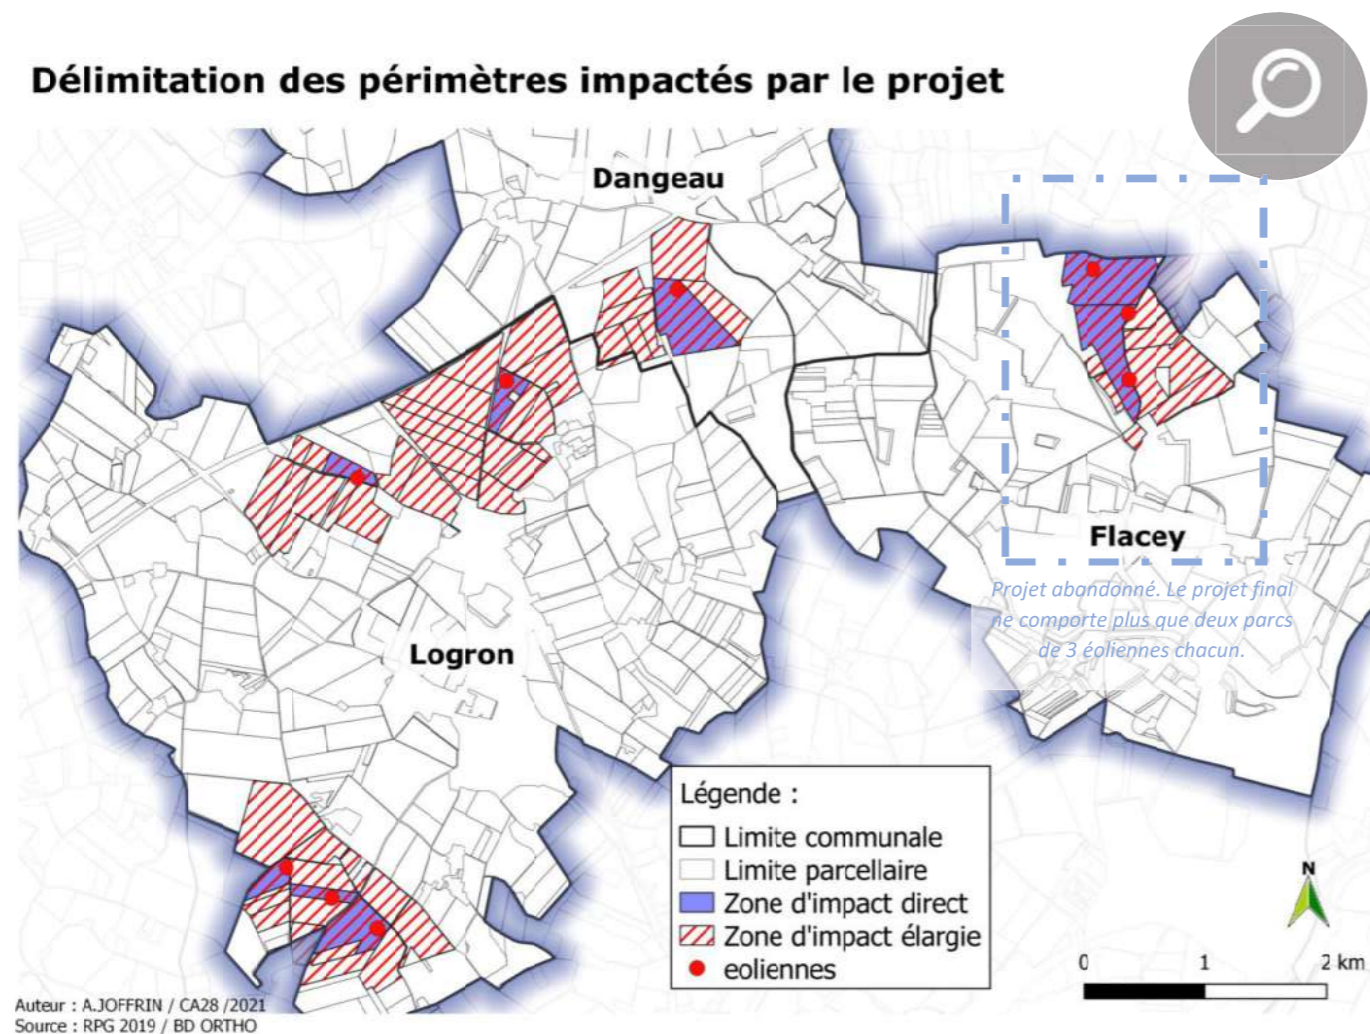 Délimitation des périmètres impactés par le projet
Dangeau
Flacey
Projet abandonné. Le projet final
ne comporte plus que deux parcs
de 3 éoliennes chacun.
Logron
Légende :
Limite communale
Limite parcellaire
Zone d'impact direct
Zone d'impact élargie
eoliennes
N
0 1 2 km
Auteur : A.JOFFRIN / CA28 /2021
Source : RPG 2019 / BD ORTHO